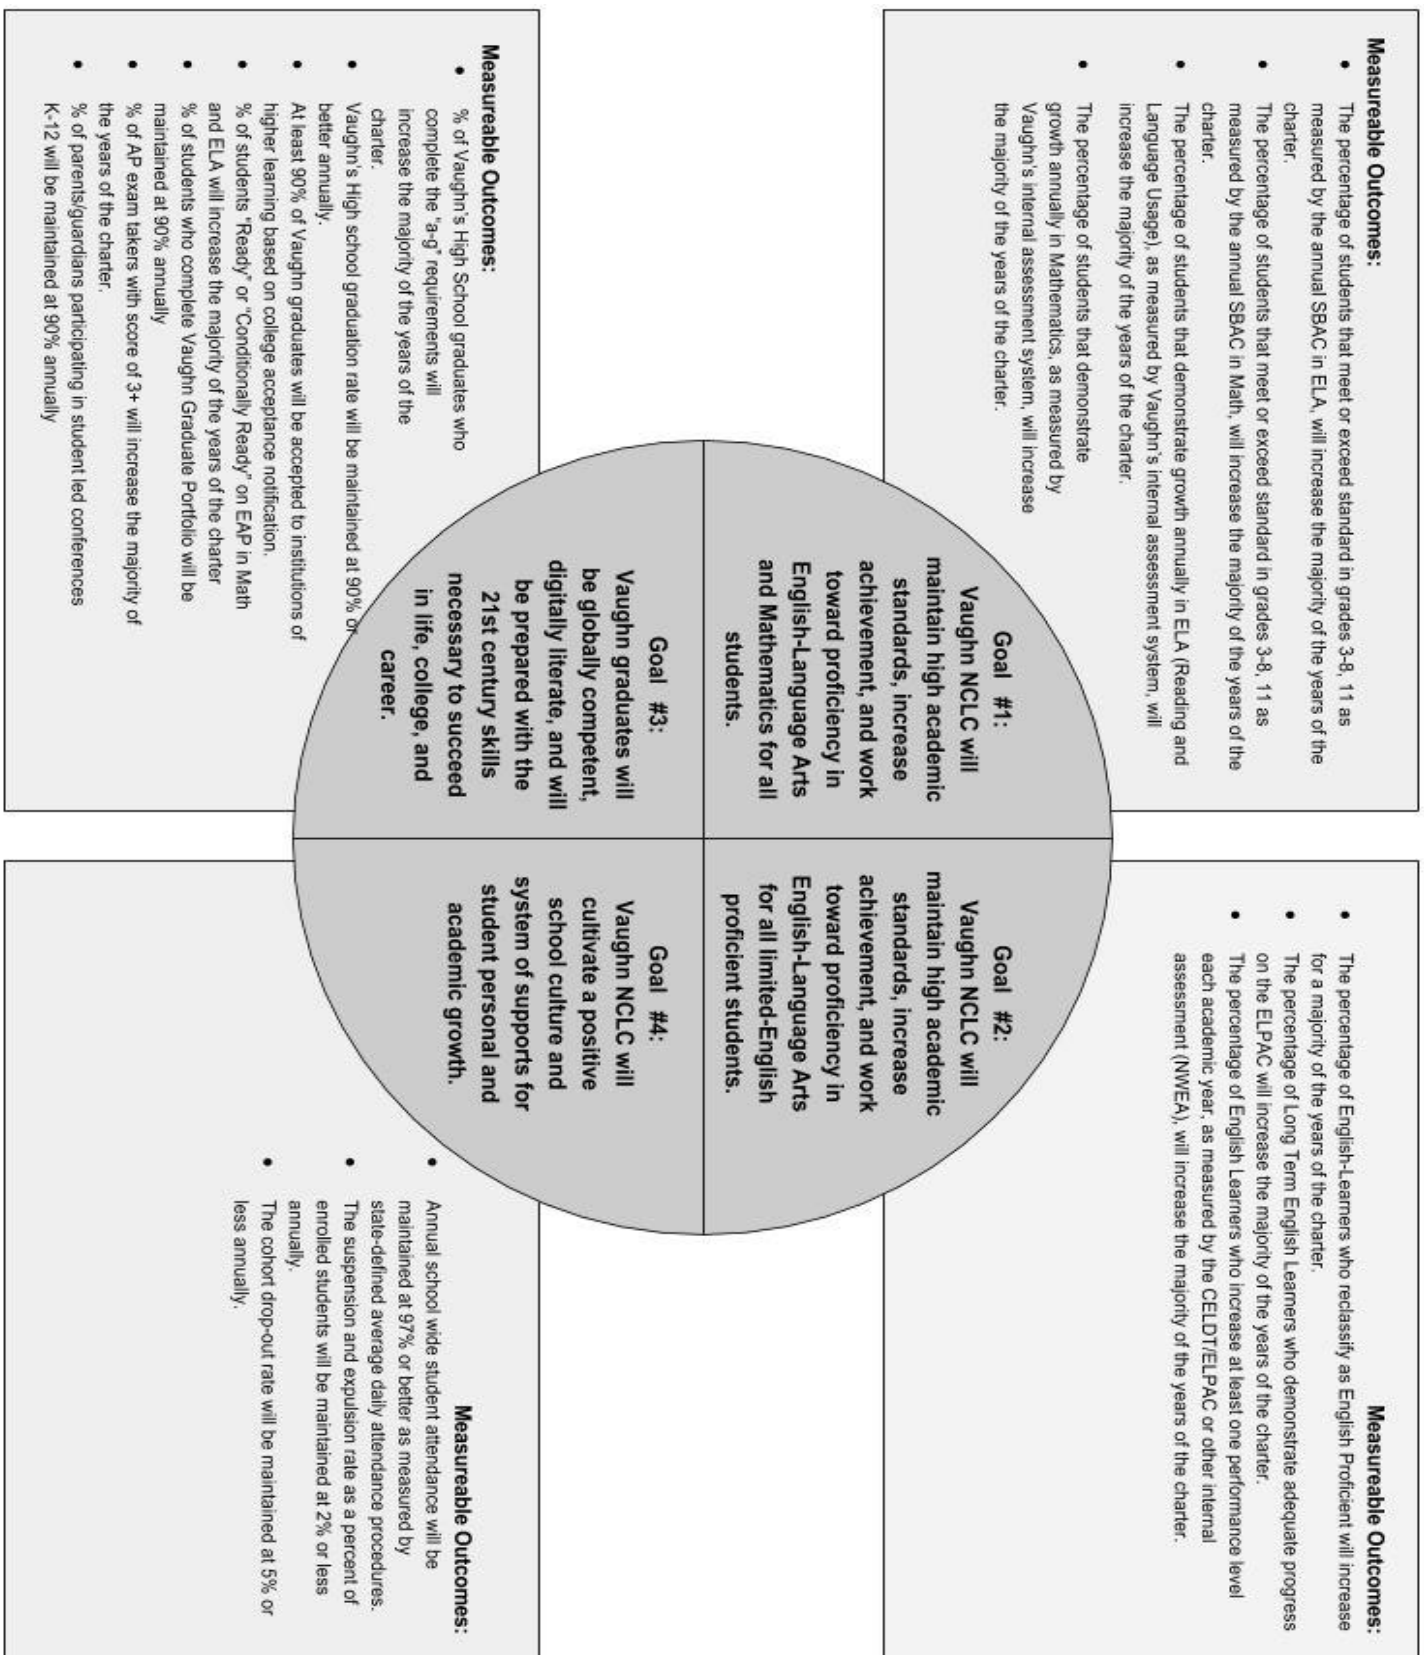 Measureable Outcomes:
• The percentage of students that meet or exceed standard in grades 3-8, 11 as
measured by the annual SBAC in ELA, will increase the majority of the years of the
charter.
• The percentage of students that meet or exceed standard in grades 3-8, 11 as
measured by the annual SBAC in Math, will increase the majority of the years of the
charter.
• The percentage of students that demonstrate growth annually in ELA (Reading and
Language Usage), as measured by Vaughn's internal assessment system, will
increase the majority of the years of the charter.
• The percentage of students that demonstrate
growth annually in Mathematics, as measured by
Vaughn's internal assessment system, will increase
the majority of the years of the charter.
Measureable Outcomes:
• The percentage of English-Learners who reclassify as English Proficient will increase
for a majority of the years of the charter.
• The percentage of Long Term English Learners who demonstrate adequate progress
on the ELPAC will increase the majority of the years of the charter.
• The percentage of English Learners who increase at least one performance level
each academic year, as measured by the CELDT/ELPAC or other internal
assessment (NWEA), will increase the majority of the years of the charter.
Goal #1:
Vaughn NCLC will
maintain high academic
standards, increase
achievement, and work
toward proficiency in
English-Language Arts
and Mathematics for all
students.
Goal #2:
Vaughn NCLC will
maintain high academic
standards, increase
achievement, and work
toward proficiency in
English-Language Arts
for all limited-English
proficient students.
Goal #3:
Vaughn graduates will
be globally competent,
digitally literate, and will
be prepared with the
21st century skills
necessary to succeed
in life, college, and
career.
Goal #4:
Vaughn NCLC will
cultivate a positive
school culture and
system of supports for
student personal and
academic growth.
Measureable Outcomes:
• % of Vaughn's High School graduates who
complete the "a-g" requirements will
increase the majority of the years of the
charter.
• Vaughn's High school graduation rate will be maintained at 90% or
better annually.
• At least 90% of Vaughn graduates will be accepted to institutions of
higher learning based on college acceptance notification.
• % of students "Ready" or "Conditionally Ready" on EAP in Math
and ELA will increase the majority of the years of the charter
• % of students who complete Vaughn Graduate Portfolio will be
maintained at 90% annually
• % of AP exam takers with score of 3+ will increase the majority of
the years of the charter.
• % of parents/guardians participating in student led conferences
K-12 will be maintained at 90% annually
Measureable Outcomes:
• Annual school wide student attendance will be
maintained at 97% or better as measured by
state-defined average daily attendance procedures.
• The suspension and expulsion rate as a percent of
enrolled students will be maintained at 2% or less
annually.
• The cohort drop-out rate will be maintained at 5% or
less annually.